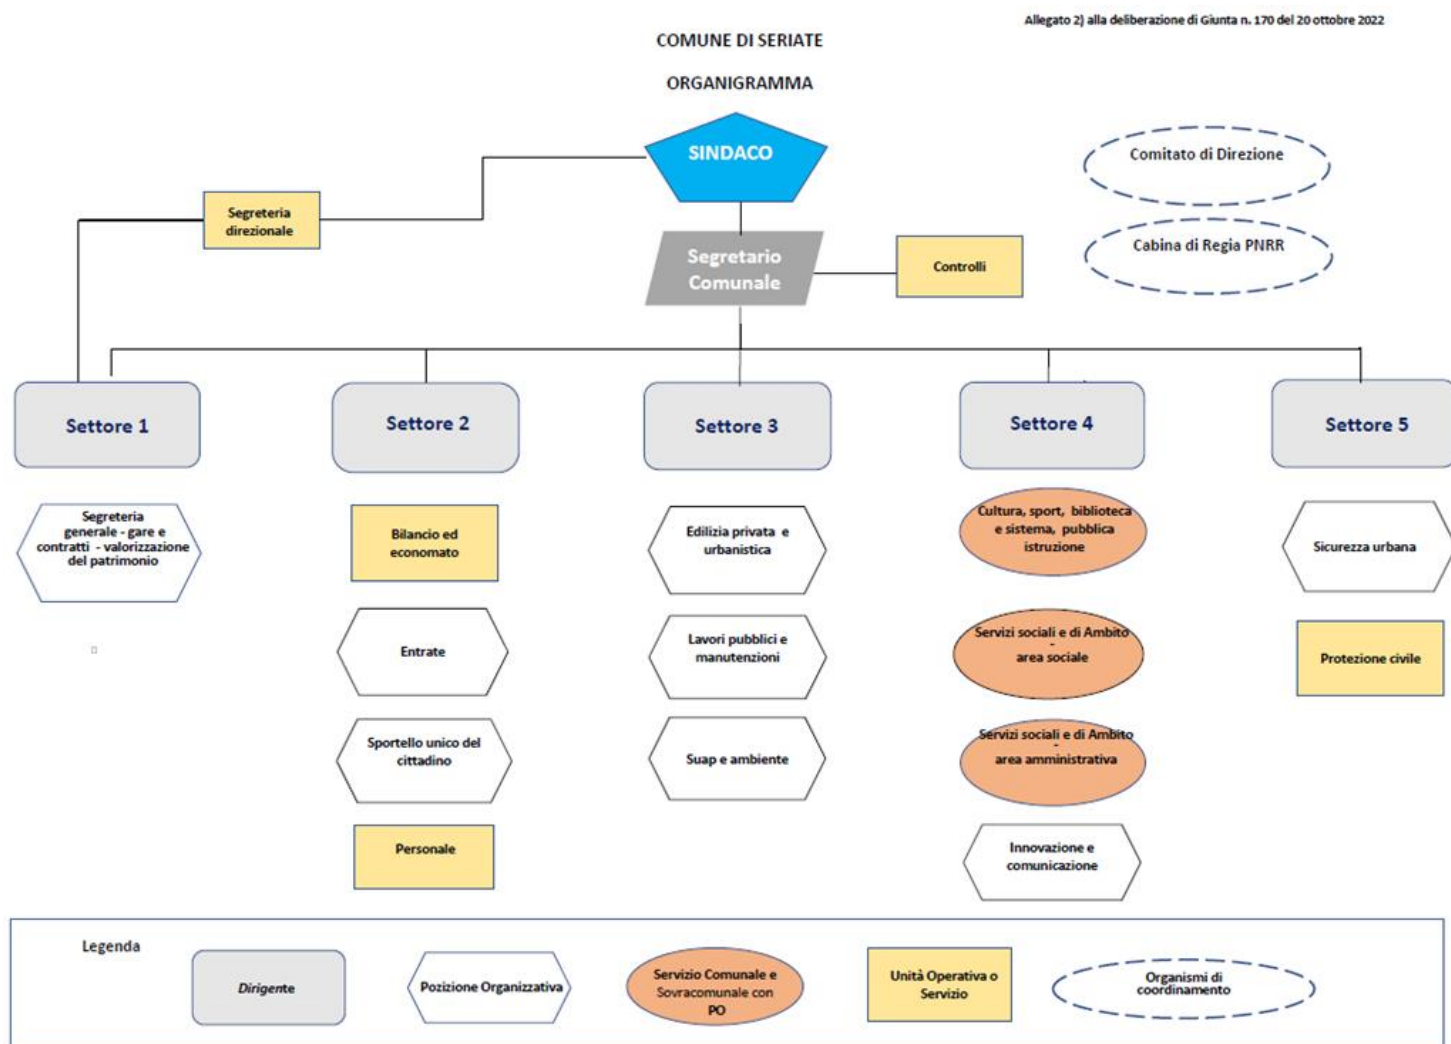 Allegato 2) alla deliberazione di Giunta n. 170 del 20 ottobre 2022
COMUNE DI SERIATE
ORGANIGRAMMA
SINDACO
Comitato di Direzione
Segreteria
direzionale
Segretario
Comunale
Controlli
Cabina di Regia PNRR
Settore 1
Settore 2
Settore 3
Settore 4
Settore 5
Segreteria
generale - gare e
contratti - valorizzazione
del patrimonio
Bilancio ed
economato
Entrate
Sportello unico del
cittadino
Personale
Edilizia privata e
urbanistica
Lavori pubblici e
manutenzioni
Suap e ambiente
Cultura, sport, biblioteca
e sistema, pubblica
istruzione
Servizi sociali e di Ambito
-
area sociale
Servizi sociali e di Ambito
-
area amministrativa
Innovazione e
comunicazione
Sicurezza urbana
Protezione civile
Legenda
Dirigente
Pozione Organizzativa
Servizio Comunale e
Sovracomunale con
PO
Unità Operativa o
Servizio
Organismi di
coordinamento